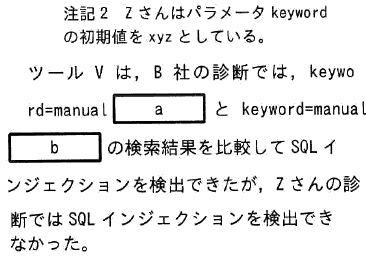 注記2 Zさんはパラメータ keyword
の初期値を xyz としている。
ツール V は，B 社の診断では，keywo
rd=manual a と keyword=manual
b の検索結果を比較して SQL イ
ンジェクションを検出できたが，Z さんの診
断では SQL インジェクションを検出でき
なかった。